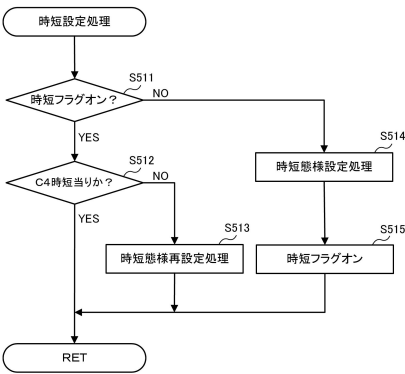 時短設定処理
S511
時短フラグオン？
NO
YES
S514
時短態様設定処理
S512
C4時短当りか？
NO
YES
S513
時短態様再設定処理
S515
時短フラグオン
RET